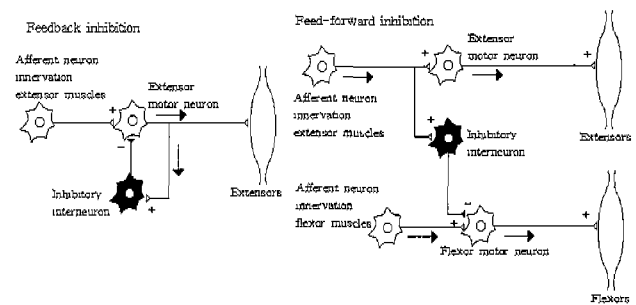 Feedback inhibition
Afferent neuron
innervation
extensor muscles
Extensor
motor neuron
+
−
Inhibitory
interneuron
+
Extensors
Feed-forward inhibition
Extensor
motor neuron
+
+
Afferent neuron
innervation
extensor muscles
+
Inhibitory
interneuron
Extensors
Afferent neuron
innervation
flexor muscles
−
+
+
Flexor motor neuron
Flexors